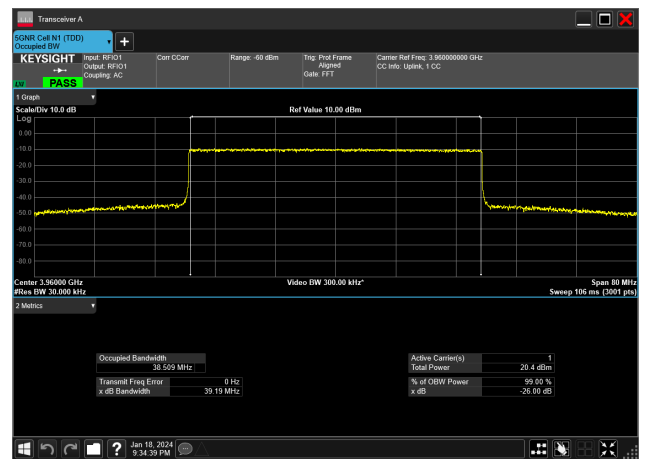 Transceiver A
5GNR Cell N1 (TDD)
Occupied BW
KEYSIGHT
LNI
PASS
Input: RFIO1
Output: RFIO1
Coupling: AC
Corr CCorr
Range: -60 dBm
Trig: Prot Frame
Aligned
Gate: FFT
Carrier Ref Freq: 3.960000000 GHz
CC Info: Uplink, 1 CC
1 Graph
Scale/Div 10.0 dB
Ref Value 10.00 dBm
Log
0.00
-10.0
-20.0
-30.0
-40.0
-50.0
-60.0
-70.0
-80.0
Center 3.96000 GHz
Video BW 300.00 kHz*
Span 80 MHz
#Res BW 30.000 kHz
Sweep 106 ms (3001 pts)
2 Metrics
Occupied Bandwidth
38.509 MHz
Transmit Freq Error 0 Hz
x dB Bandwidth 39.19 MHz
Active Carrier(s) 1
Total Power 20.4 dBm
% of OBW Power 99.00 %
x dB -26.00 dB
?
Jan 18, 2024
9:34:39 PM